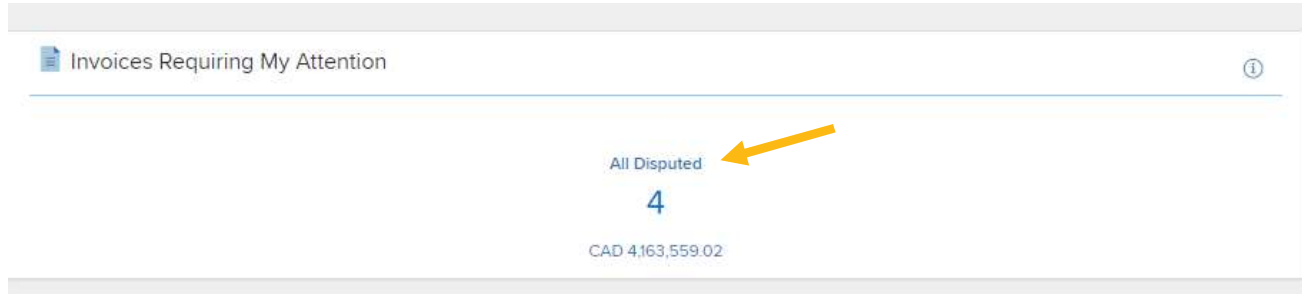 Invoices Requiring My Attention
All Disputed
4
CAD 4,163,559.02